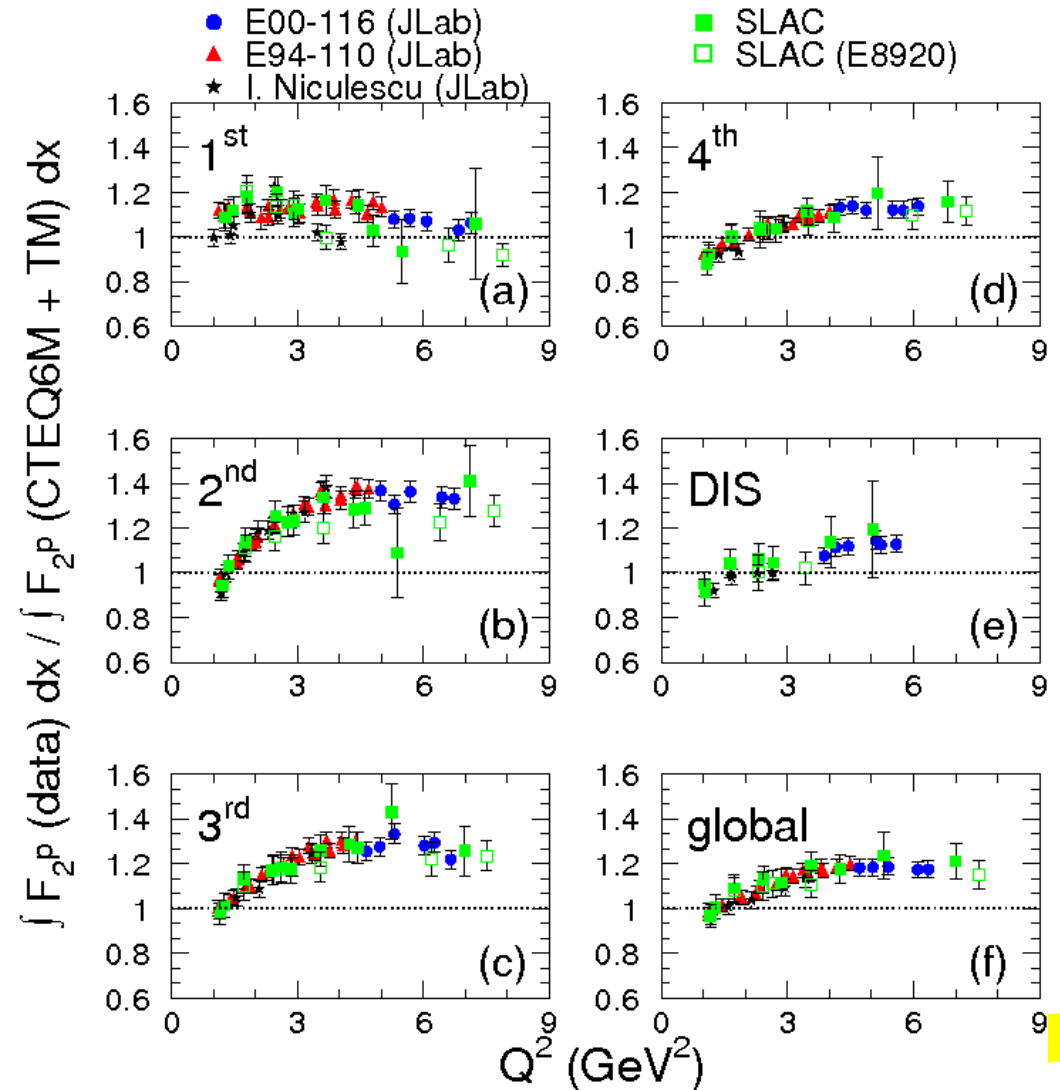 E00-116 (JLab)
E94-110 (JLab)
I. Niculescu (JLab)
SLAC
SLAC (E8920)
∫ F₂ᵖ (data) dx / ∫ F₂ᵖ (CTEQ6M + TM) dx
1.6
1.4
1.2
1
0.8
0.6
1st
(a)
0 3 6 9
1.6
1.4
1.2
1
0.8
0.6
4th
(d)
0 3 6 9
1.6
1.4
1.2
1
0.8
0.6
2nd
(b)
0 3 6 9
1.6
1.4
1.2
1
0.8
0.6
DIS
(e)
0 3 6 9
1.6
1.4
1.2
1
0.8
0.6
3rd
(c)
0 3 6 9
1.6
1.4
1.2
1
0.8
0.6
global
(f)
0 3 6 9
Q² (GeV²)